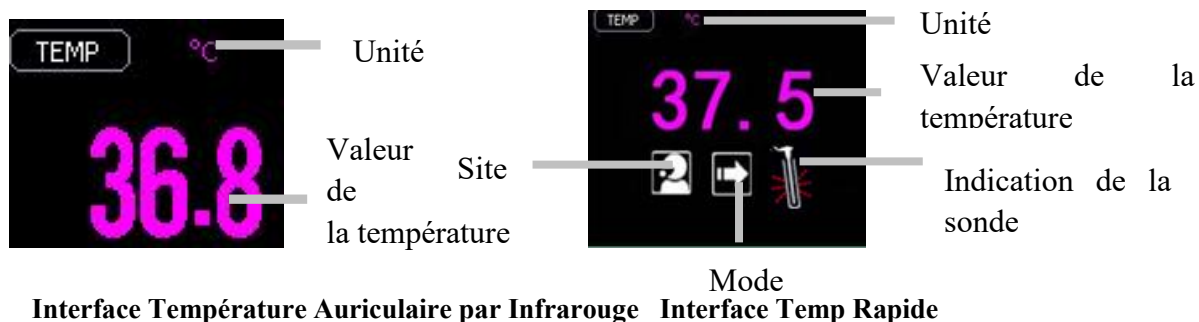 TEMP °C Unité
36.8
Valeur
de
la température
TEMP °C Unité
37.5
Valeur de la
température
Site
Indication de la
sonde
Mode
Interface Température Auriculaire par Infrarouge Interface Temp Rapide